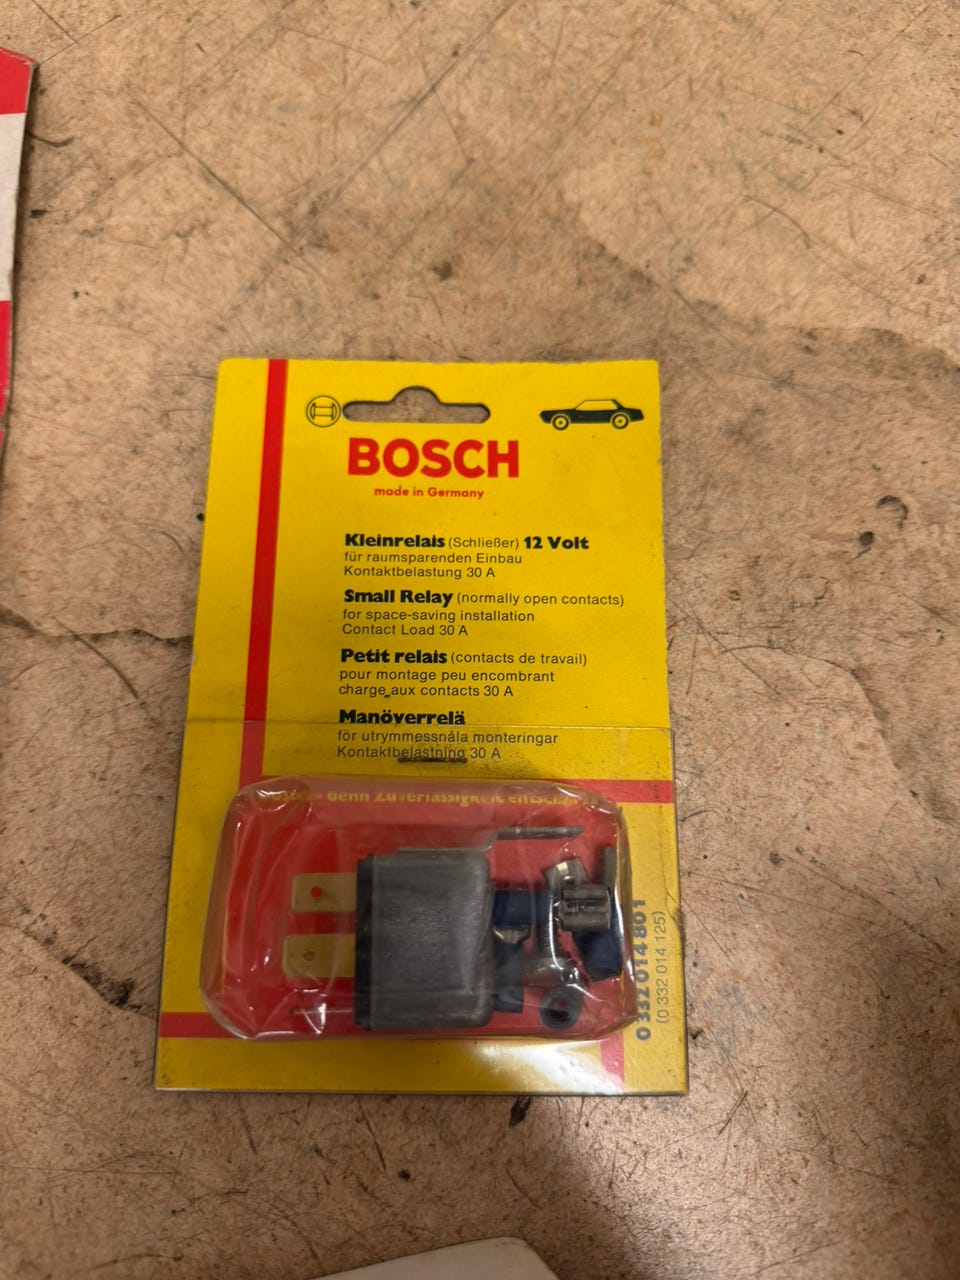 BOSCH
made in Germany
Kleinrelais (Schließer) 12 Volt
für raumsparenden Einbau
Kontaktbelastung 30 A
Small Relay (normally open contacts)
for space-saving installation
Contact Load 30 A
Petit relais (contacts de travail)
pour montage peu encombrant
charge aux contacts 30 A
Manöverrelä
för utrymmessnåla monteringar
Kontaktbelastning 30 A
denn Zuverlässigkeit
0 332 014 801
(0 332 014 125)